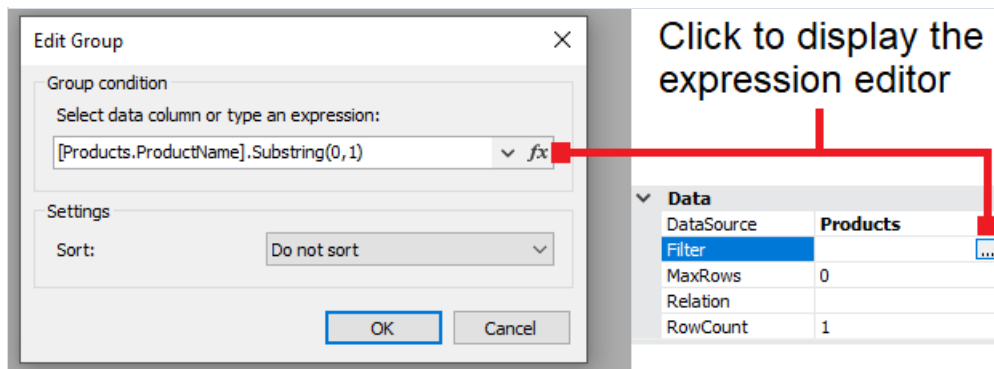 Edit Group
Group condition
Select data column or type an expression:
[Products.ProductName].Substring(0,1)
fx
Settings
Sort:
Do not sort
OK
Cancel
Click to display the
expression editor
Data
DataSource Products
Filter ...
MaxRows 0
Relation
RowCount 1